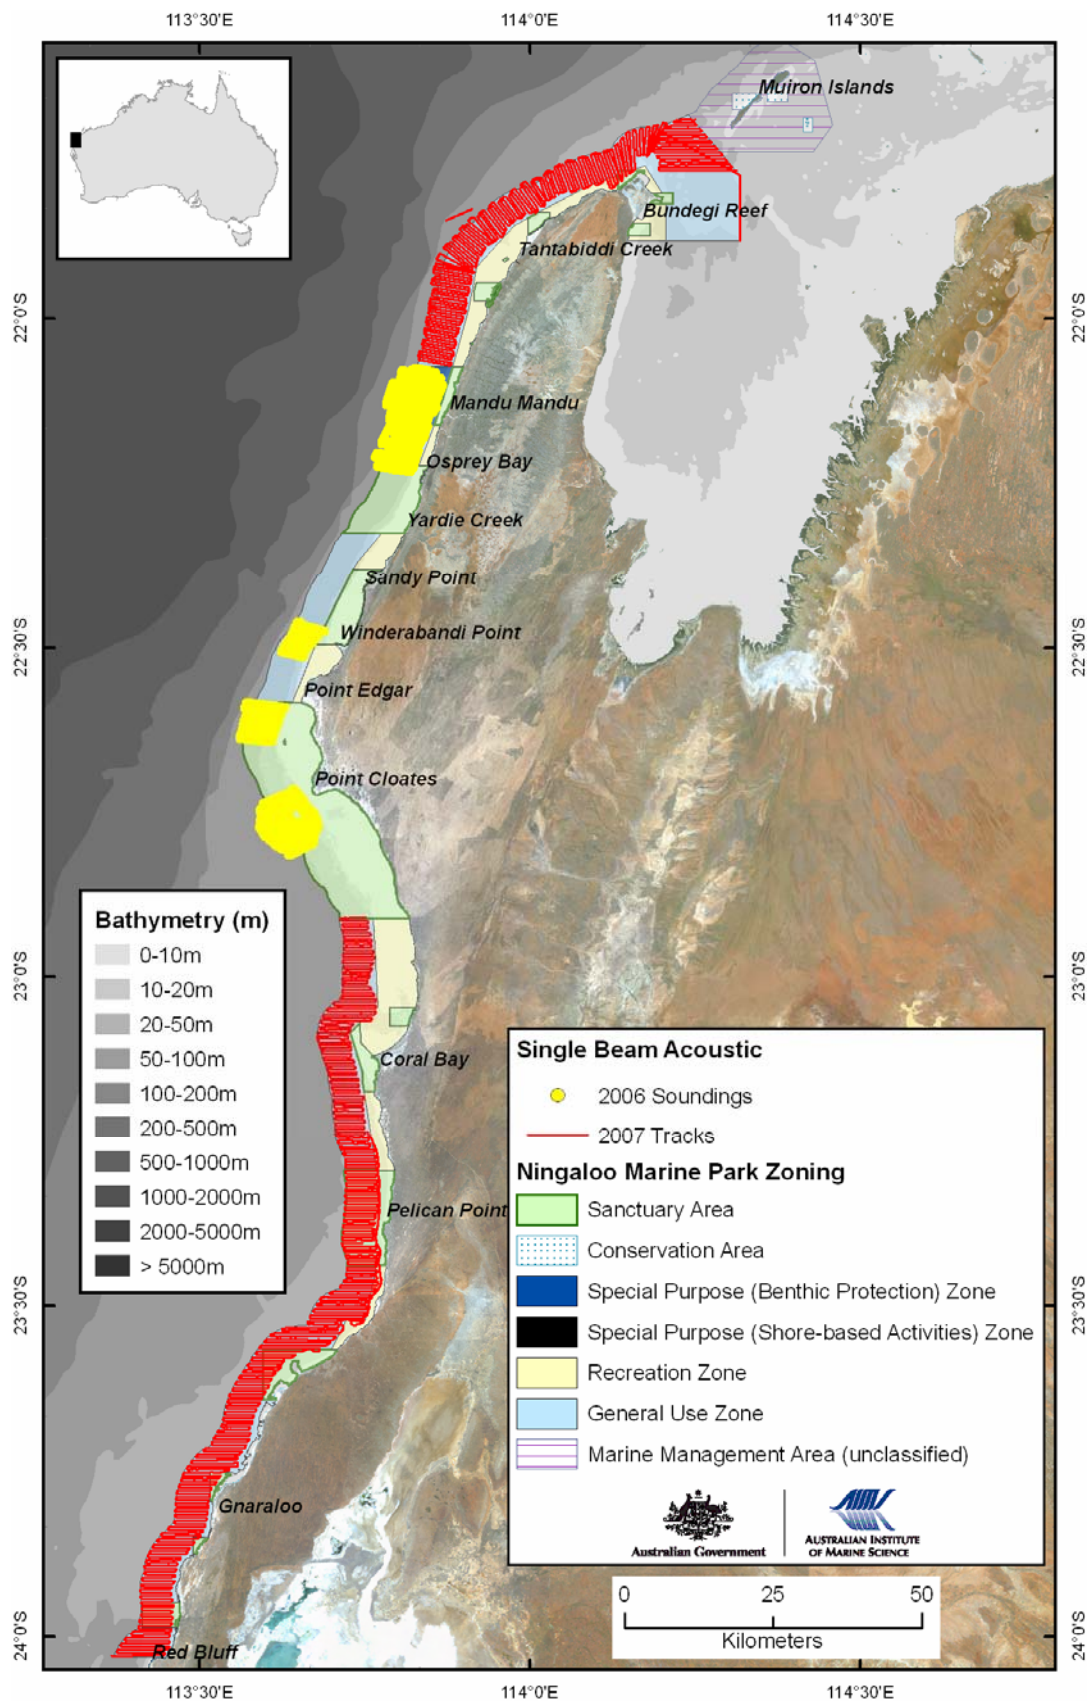 113°30'E
114°0'E
114°30'E
Muiron Islands
Bundegi Reef
Tantabiddi Creek
22°0'S
22°0'S
Mandu Mandu
Osprey Bay
Yardie Creek
Sandy Point
Winderabandi Point
22°30'S
22°30'S
Point Edgar
Point Cloates
Bathymetry (m)
0-10m
10-20m
20-50m
50-100m
100-200m
200-500m
500-1000m
1000-2000m
2000-5000m
> 5000m
23°0'S
23°0'S
Coral Bay
Pelican Point
Single Beam Acoustic
2006 Soundings
2007 Tracks
Ningaloo Marine Park Zoning
Sanctuary Area
Conservation Area
Special Purpose (Benthic Protection) Zone
Special Purpose (Shore-based Activities) Zone
Recreation Zone
General Use Zone
Marine Management Area (unclassified)
Australian Government
AIMS
AUSTRALIAN INSTITUTE
OF MARINE SCIENCE
23°30'S
23°30'S
Gnaraloo
0 25 50
Kilometers
24°0'S
24°0'S
Red Bluff
113°30'E
114°0'E
114°30'E